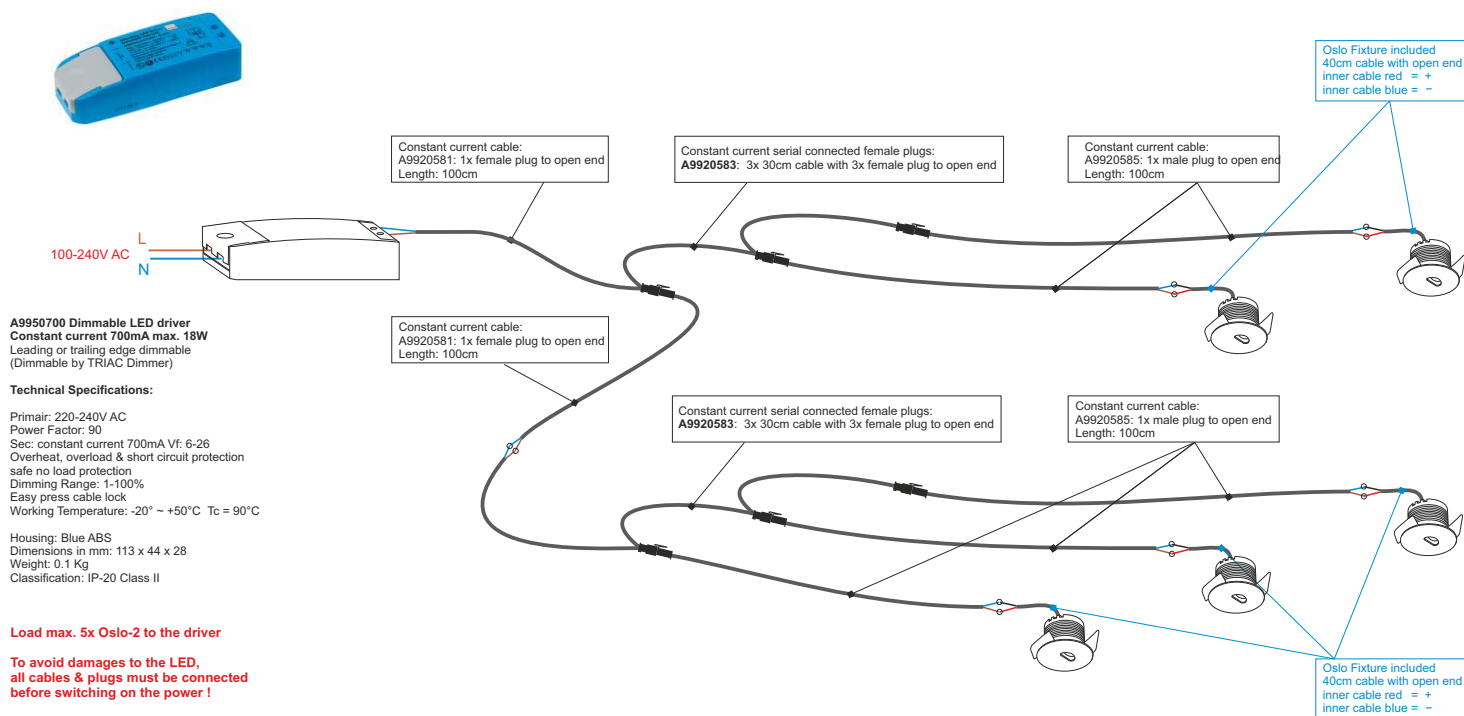 Oslo Fixture included
40cm cable with open end
inner cable red = +
inner cable blue = −
Constant current cable:
A9920581: 1x female plug to open end
Length: 100cm
Constant current serial connected female plugs:
A9920583: 3x 30cm cable with 3x female plug to open end
Constant current cable:
A9920585: 1x male plug to open end
Length: 100cm
L
100-240V AC
N
A9950700 Dimmable LED driver
Constant current 700mA max. 18W
Leading or trailing edge dimmable
(Dimmable by TRIAC Dimmer)
Technical Specifications:
Primair: 220-240V AC
Power Factor: 90
Sec: constant current 700mA Vf: 6-26
Overheat, overload & short circuit protection
safe no load protection
Dimming Range: 1-100%
Easy press cable lock
Working Temperature: -20° ~ +50°C Tc = 90°C
Housing: Blue ABS
Dimensions in mm: 113 x 44 x 28
Weight: 0.1 Kg
Classification: IP-20 Class II
Load max. 5x Oslo-2 to the driver
To avoid damages to the LED,
all cables & plugs must be connected
before switching on the power !
Constant current cable:
A9920581: 1x female plug to open end
Length: 100cm
Constant current serial connected female plugs:
A9920583: 3x 30cm cable with 3x female plug to open end
Constant current cable:
A9920585: 1x male plug to open end
Length: 100cm
Oslo Fixture included
40cm cable with open end
inner cable red = +
inner cable blue = −